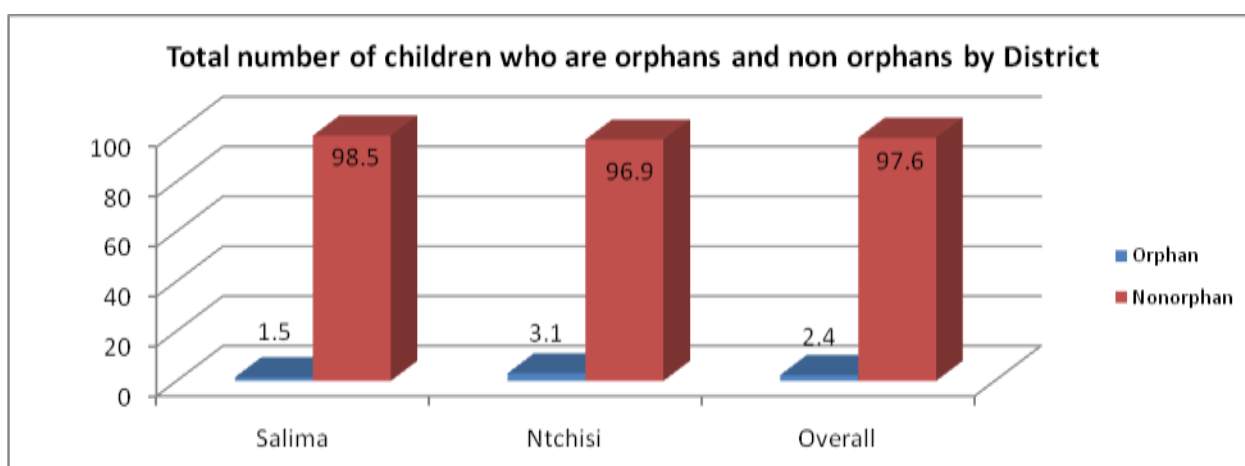 Total number of children who are orphans and non orphans by District
100
80
60
40
20
0
98.5
96.9
97.6
1.5
3.1
2.4
Salima
Ntchisi
Overall
Orphan
Nonorphan